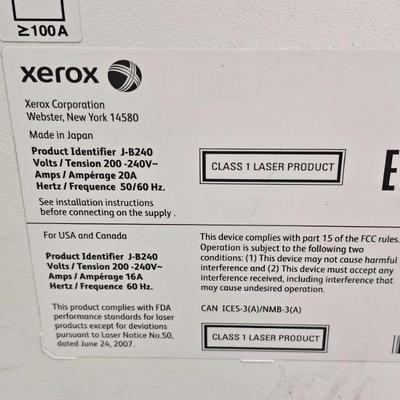 ≥100A
xerox
Xerox Corporation
Webster, New York 14580
Made in Japan
Product Identifier J-B240
Volts / Tension 200 -240V~
Amps / Ampérage 20A
Hertz / Frequence 50/60 Hz.
See installation instructions
before connecting on the supply .
CLASS 1 LASER PRODUCT
E
For USA and Canada
Product Identifier J-B240
Volts / Tension 200 -240V~
Amps / Ampérage 16A
Hertz / Frequence 60 Hz.
This product complies with FDA
performance standards for laser
products except for deviations
pursuant to Laser Notice No.50,
dated June 24, 2007.
This device complies with part 15 of the FCC rules.
Operation is subject to the following two
conditions: (1) This device may not cause harmful
interference and (2) This device must accept any
interference received, including interference that
may cause undesired operation.
CAN ICES-3(A)/NMB-3(A)
CLASS 1 LASER PRODUCT